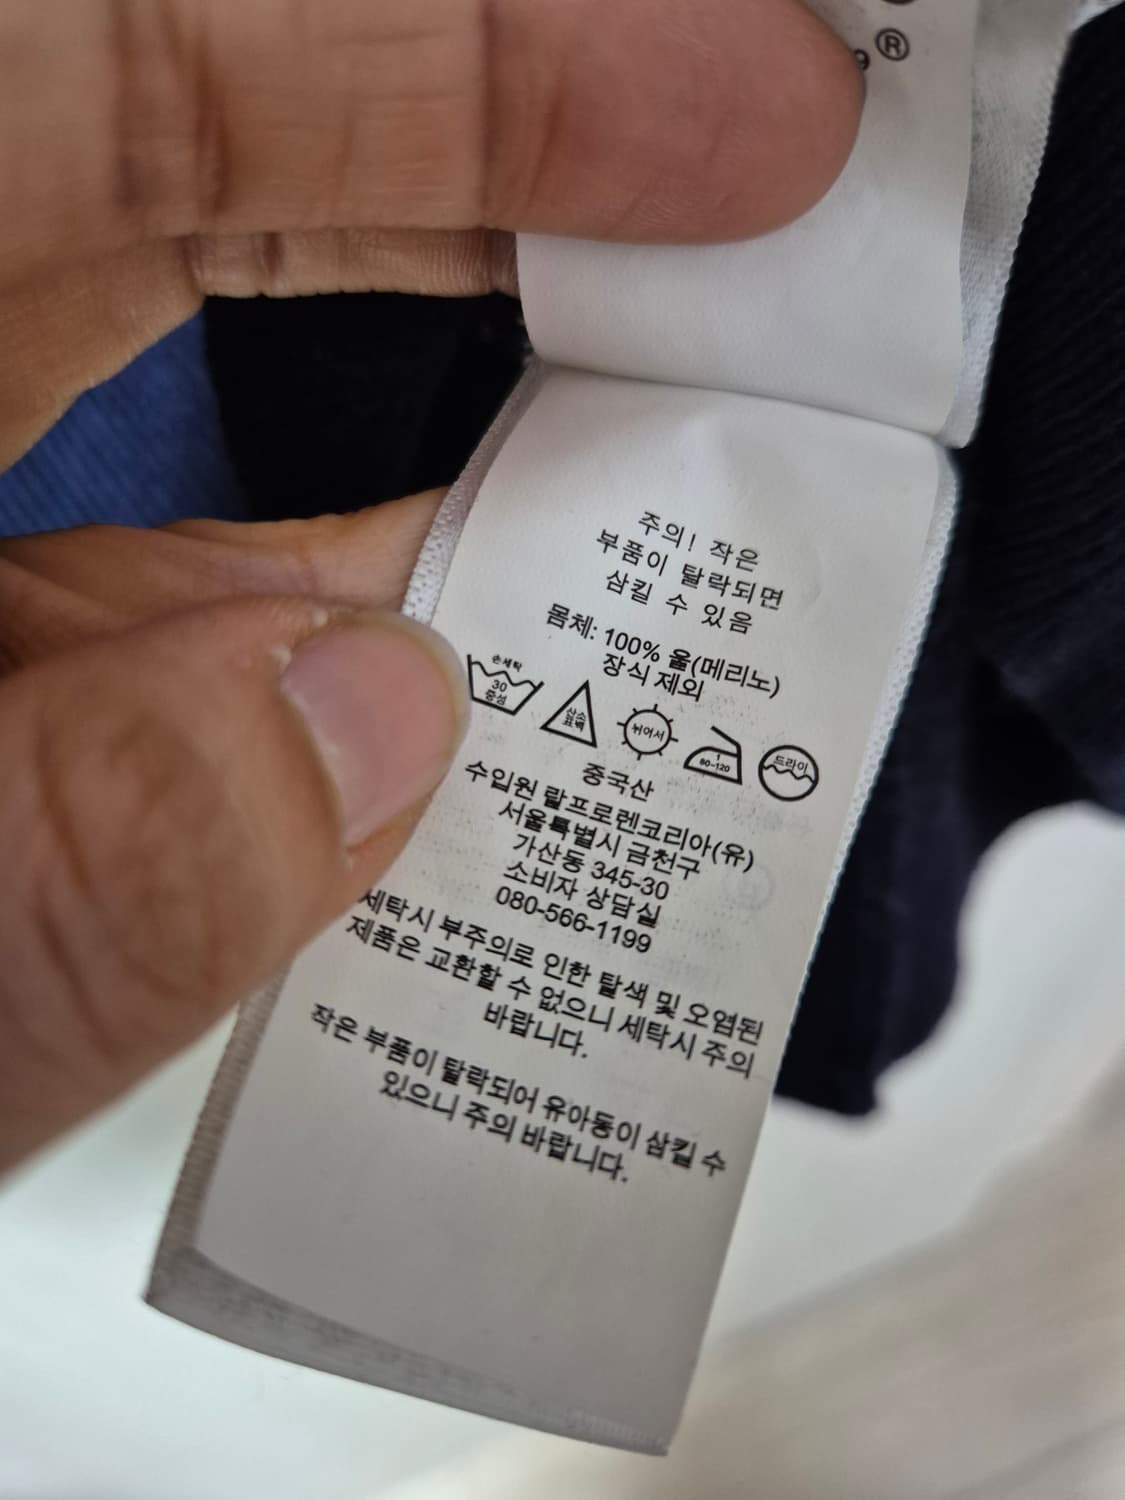 9 ®
주의! 작은
부품이 탈락되면
삼킬 수 있음
몸체: 100% 울(메리노)
장식 제외
손세탁
30
중성
산소
표백
뉘어서
1
80-120
드라이
중국산
수입원 랄프로렌코리아(유)
서울특별시 금천구
가산동 345-30
소비자 상담실
080-566-1199
세탁시 부주의로 인한 탈색 및 오염된
제품은 교환할 수 없으니 세탁시 주의
바랍니다.
작은 부품이 탈락되어 유아동이 삼킬 수
있으니 주의 바랍니다.